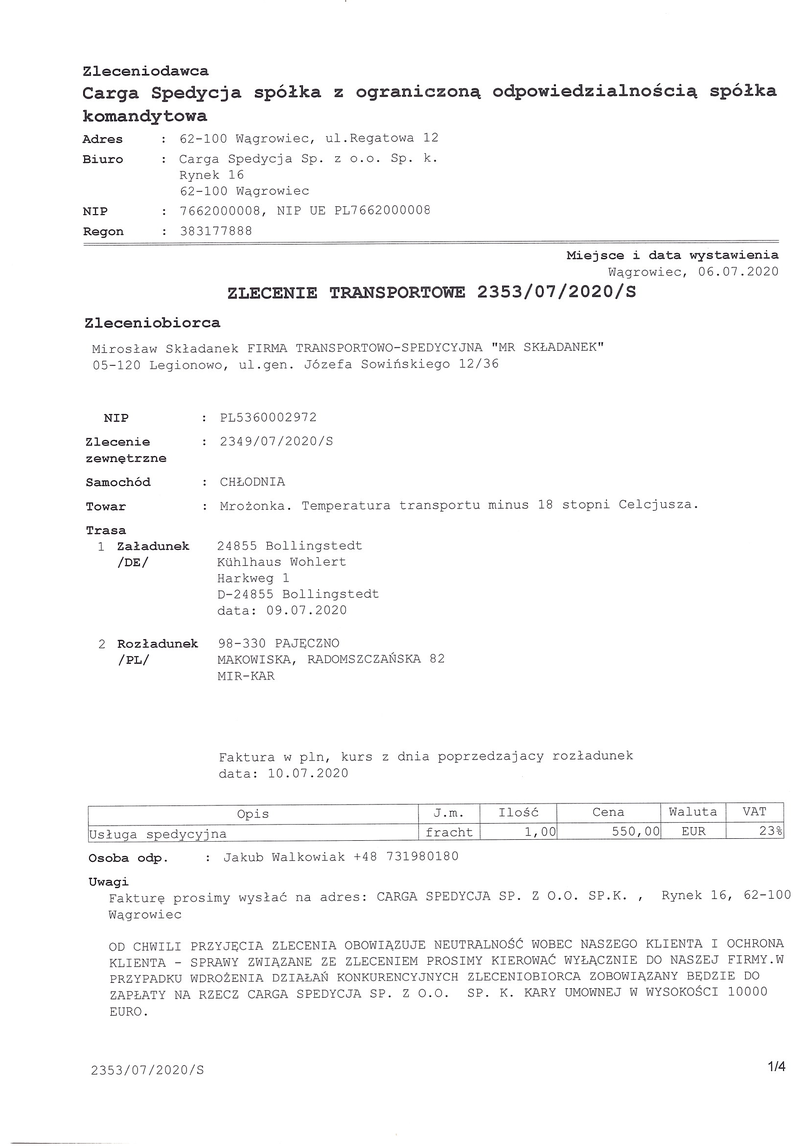 Zleceniodawca
Carga Spedycja spółka z ograniczoną odpowiedzialnością spółka
komandytowa
Adres : 62-100 Wągrowiec, ul.Regatowa 12
Biuro : Carga Spedycja Sp. z o.o. Sp. k.
Rynek 16
62-100 Wągrowiec
NIP : 7662000008, NIP UE PL7662000008
Regon : 383177888
Miejsce i data wystawienia
Wągrowiec, 06.07.2020
ZLECENIE TRANSPORTOWE 2353/07/2020/S
Zleceniobiorca
Mirosław Składanek FIRMA TRANSPORTOWO-SPEDYCYJNA "MR SKŁADANEK"
05-120 Legionowo, ul.gen. Józefa Sowińskiego 12/36
NIP : PL5360002972
Zlecenie : 2349/07/2020/S
zewnętrzne
Samochód : CHŁODNIA
Towar : Mrożonka. Temperatura transportu minus 18 stopni Celcjusza.
Trasa
1 Załadunek 24855 Bollingstedt
/DE/ Kühlhaus Wohlert
Harkweg 1
D-24855 Bollingstedt
data: 09.07.2020
2 Rozładunek 98-330 PAJĘCZNO
/PL/ MAKOWISKA, RADOMSZCZAŃSKA 82
MIR-KAR
Faktura w pln, kurs z dnia poprzedzajacy rozładunek
data: 10.07.2020
Opis J.m. Ilość Cena Waluta VAT
Usługa spedycyjna fracht 1,00 550,00 EUR 23%
Osoba odp. : Jakub Walkowiak +48 731980180
Uwagi
Fakturę prosimy wysłać na adres: CARGA SPEDYCJA SP. Z O.O. SP.K. , Rynek 16, 62-100
Wągrowiec
OD CHWILI PRZYJĘCIA ZLECENIA OBOWIĄZUJE NEUTRALNOŚĆ WOBEC NASZEGO KLIENTA I OCHRONA
KLIENTA - SPRAWY ZWIĄZANE ZE ZLECENIEM PROSIMY KIEROWAĆ WYŁĄCZNIE DO NASZEJ FIRMY.W
PRZYPADKU WDROŻENIA DZIAŁAŃ KONKURENCYJNYCH ZLECENIOBIORCA ZOBOWIĄZANY BĘDZIE DO
ZAPŁATY NA RZECZ CARGA SPEDYCJA SP. Z O.O. SP. K. KARY UMOWNEJ W WYSOKOŚCI 10000
EURO.
2353/07/2020/S 1/4